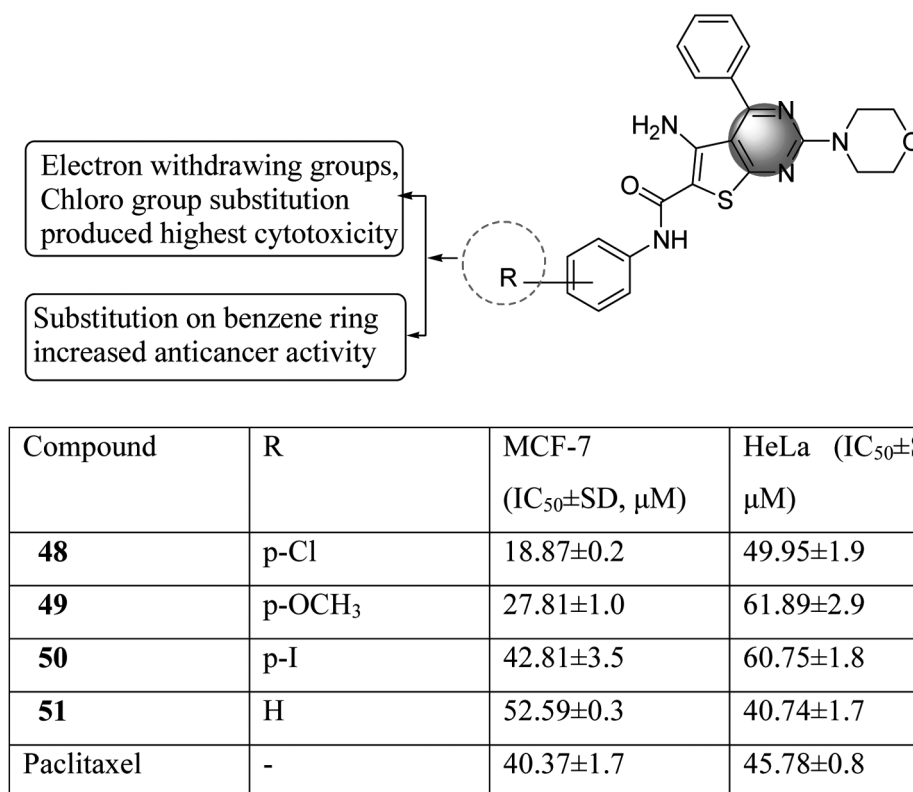 Electron withdrawing groups,
Chloro group substitution
produced highest cytotoxicity
Substitution on benzene ring
increased anticancer activity
H₂N
N
N
N
O
S
O
NH
R
Compound R MCF-7 HeLa (IC₅₀±
(IC₅₀±SD, μM) μM)
48 p-Cl 18.87±0.2 49.95±1.9
49 p-OCH₃ 27.81±1.0 61.89±2.9
50 p-I 42.81±3.5 60.75±1.8
51 H 52.59±0.3 40.74±1.7
Paclitaxel - 40.37±1.7 45.78±0.8